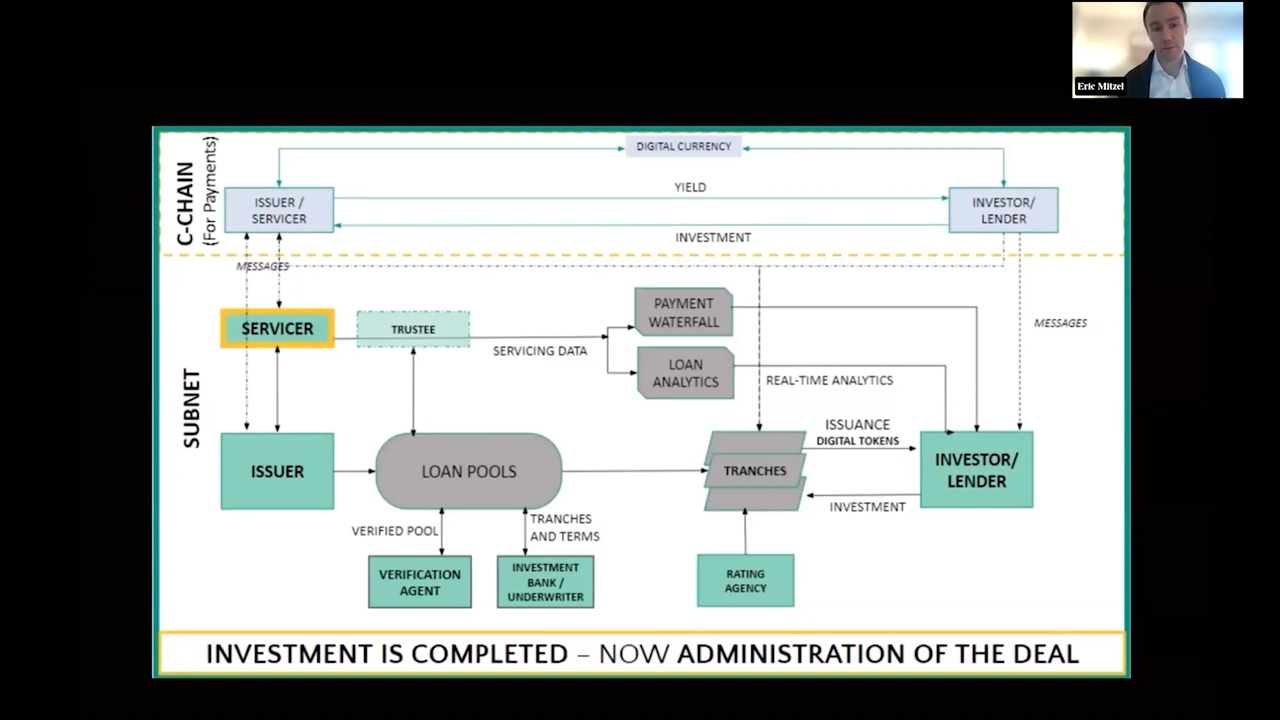 Eric Mitzel
C-CHAIN
(For Payments)
DIGITAL CURRENCY
ISSUER /
SERVICER
YIELD
INVESTMENT
INVESTOR/
LENDER
MESSAGES
SUBNET
SERVICER
TRUSTEE
SERVICING DATA
PAYMENT
WATERFALL
LOAN
ANALYTICS
REAL-TIME ANALYTICS
MESSAGES
ISSUER
LOAN POOLS
TRANCHES
ISSUANCE
DIGITAL TOKENS
INVESTMENT
INVESTOR/
LENDER
VERIFIED POOL
TRANCHES
AND TERMS
VERIFICATION
AGENT
INVESTMENT
BANK /
UNDERWRITER
RATING
AGENCY
INVESTMENT IS COMPLETED – NOW ADMINISTRATION OF THE DEAL